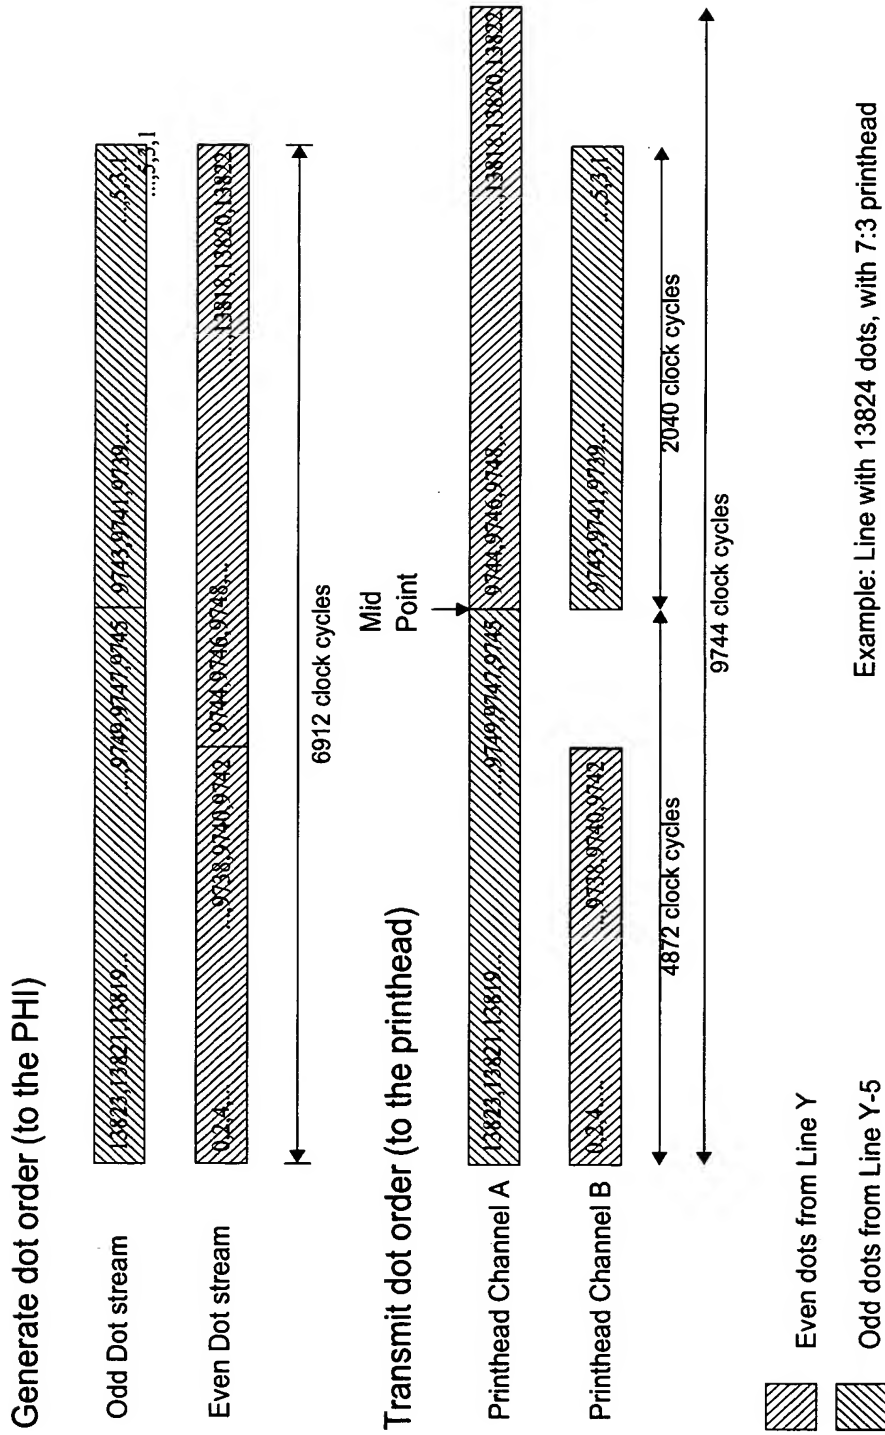 Generate dot order (to the PHI)
Odd Dot stream
13823,13821,13819...
...,9749,9747,9745
9743,9741,9739....
...,5,3,1
...,5,3,1
Even Dot stream
0,2,4,...
...,9738,9740,9742
9744,9746,9748,...
...,13818,13820,13822
6912 clock cycles
Transmit dot order (to the printhead)
Mid
Point
Printhead Channel A
13823,13821,13819...
...,9749,9747,9745
9744,9746,9748,...
...,13818,13820,13822
Printhead Channel B
0,2,4,....
...,9738,9740,9742
9743,9741,9739....
...,5,3,1
4872 clock cycles
2040 clock cycles
9744 clock cycles
Even dots from Line Y
Odd dots from Line Y-5
Example: Line with 13824 dots, with 7:3 printhead